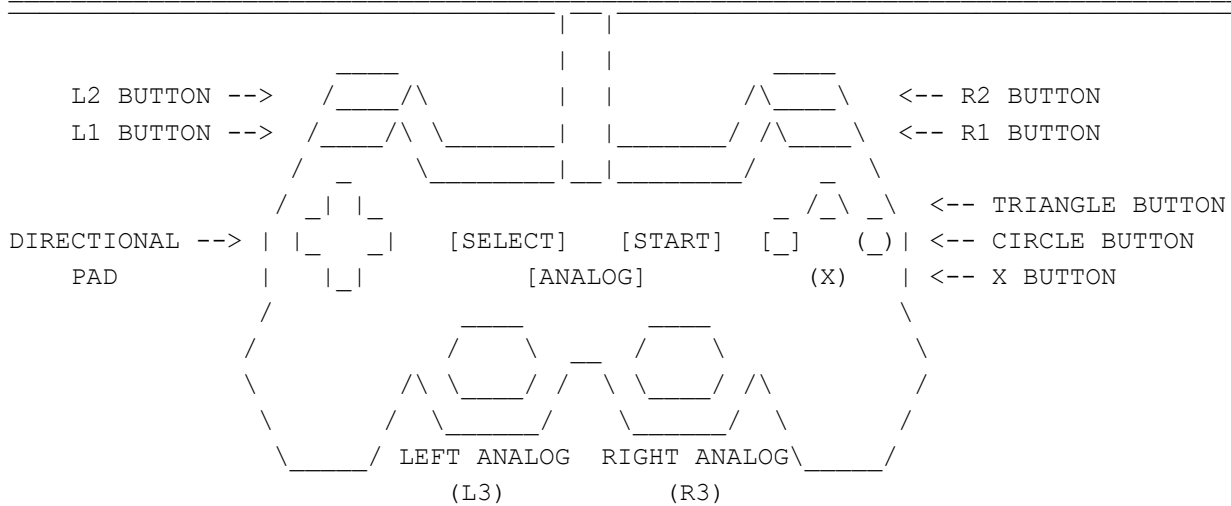 L2 BUTTON --> <-- R2 BUTTON
L1 BUTTON --> <-- R1 BUTTON
<-- TRIANGLE BUTTON
DIRECTIONAL --> [SELECT] [START] <-- CIRCLE BUTTON
PAD [ANALOG] (X) <-- X BUTTON
LEFT ANALOG RIGHT ANALOG
(L3) (R3)